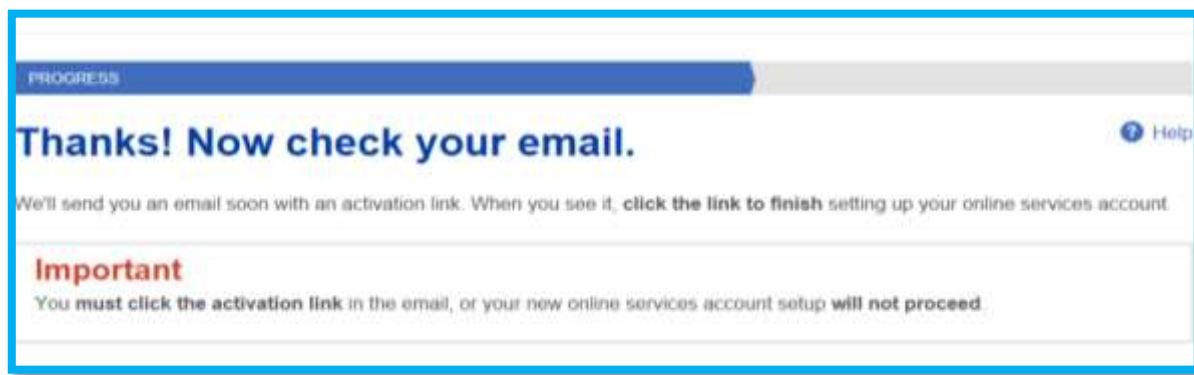 PROGRESS
Thanks! Now check your email.
Help
We'll send you an email soon with an activation link. When you see it, click the link to finish setting up your online services account.
Important
You must click the activation link in the email, or your new online services account setup will not proceed.